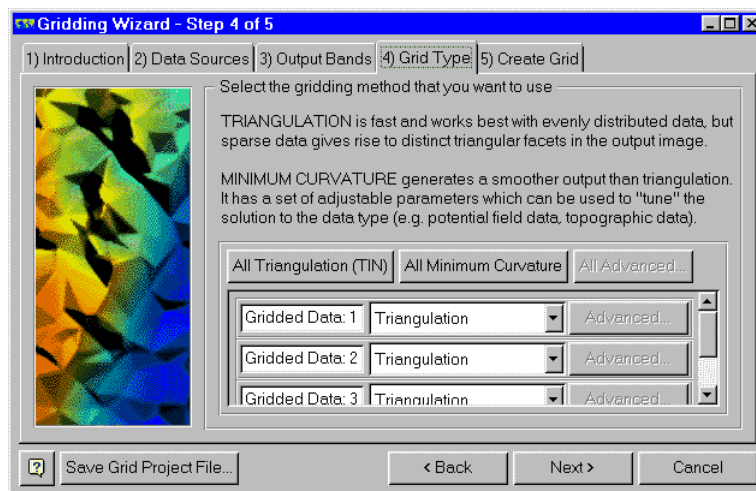 Gridding Wizard - Step 4 of 5
1) Introduction 2) Data Sources 3) Output Bands 4) Grid Type 5) Create Grid
Select the gridding method that you want to use
TRIANGULATION is fast and works best with evenly distributed data, but
sparse data gives rise to distinct triangular facets in the output image.
MINIMUM CURVATURE generates a smoother output than triangulation.
It has a set of adjustable parameters which can be used to "tune" the
solution to the data type (e.g. potential field data, topographic data).
All Triangulation (TIN) All Minimum Curvature All Advanced...
Gridded Data: 1 Triangulation Advanced...
Gridded Data: 2 Triangulation Advanced...
Gridded Data: 3 Triangulation Advanced...
? Save Grid Project File... < Back Next > Cancel